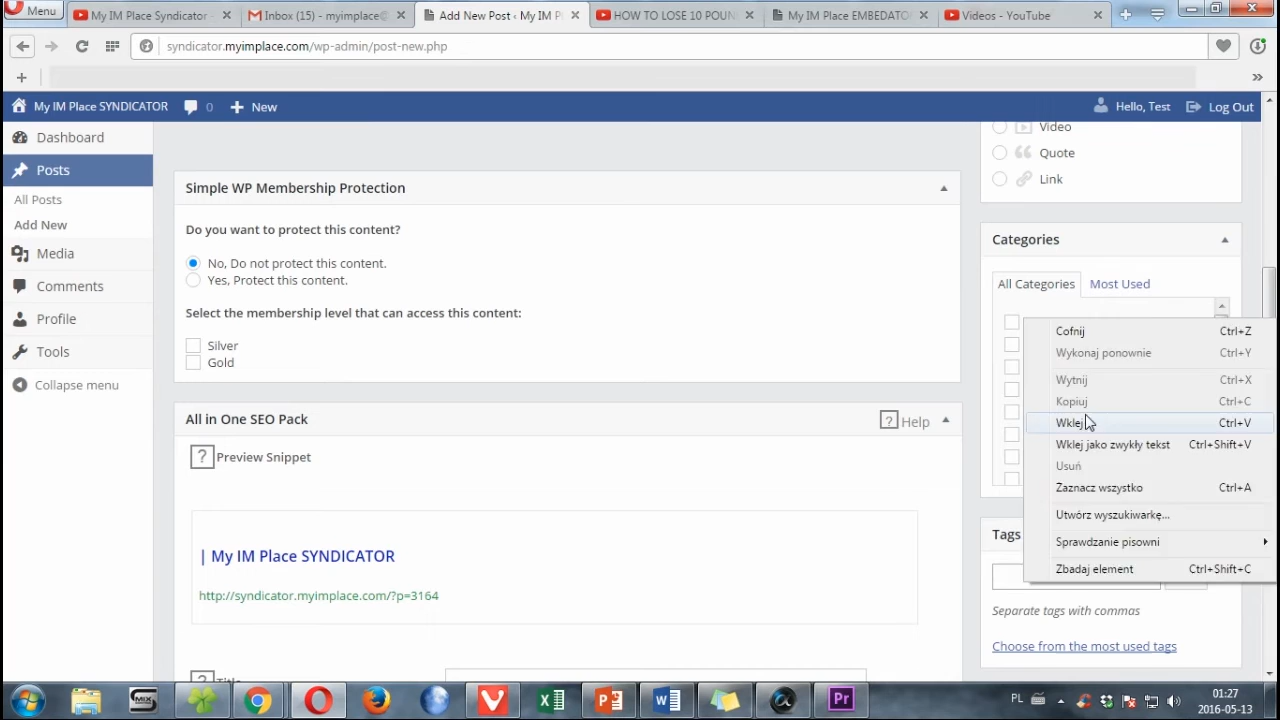 Menu
My IM Place Syndicator -
Inbox (15) - myimplace@
Add New Post ‹ My IM P
HOW TO LOSE 10 POUN
My IM Place EMBEDATO
Videos - YouTube
syndicator.myimplace.com/wp-admin/post-new.php
My IM Place SYNDICATOR
0
New
Hello, Test
Log Out
Dashboard
Posts
All Posts
Add New
Media
Comments
Profile
Tools
Collapse menu
Simple WP Membership Protection
Do you want to protect this content?
No, Do not protect this content.
Yes, Protect this content.
Select the membership level that can access this content:
Silver
Gold
All in One SEO Pack
? Help
? Preview Snippet
| My IM Place SYNDICATOR
http://syndicator.myimplace.com/?p=3164
? Title
Video
Quote
Link
Categories
All Categories
Most Used
Cofnij Ctrl+Z
Wykonaj ponownie Ctrl+Y
Wytnij Ctrl+X
Kopiuj Ctrl+C
Wklej Ctrl+V
Wklej jako zwykły tekst Ctrl+Shift+V
Usuń
Zaznacz wszystko Ctrl+A
Utwórz wyszukiwarkę...
Sprawdzanie pisowni
Zbadaj element Ctrl+Shift+C
Tags
Separate tags with commas
Choose from the most used tags
PL
01:27
2016-05-13